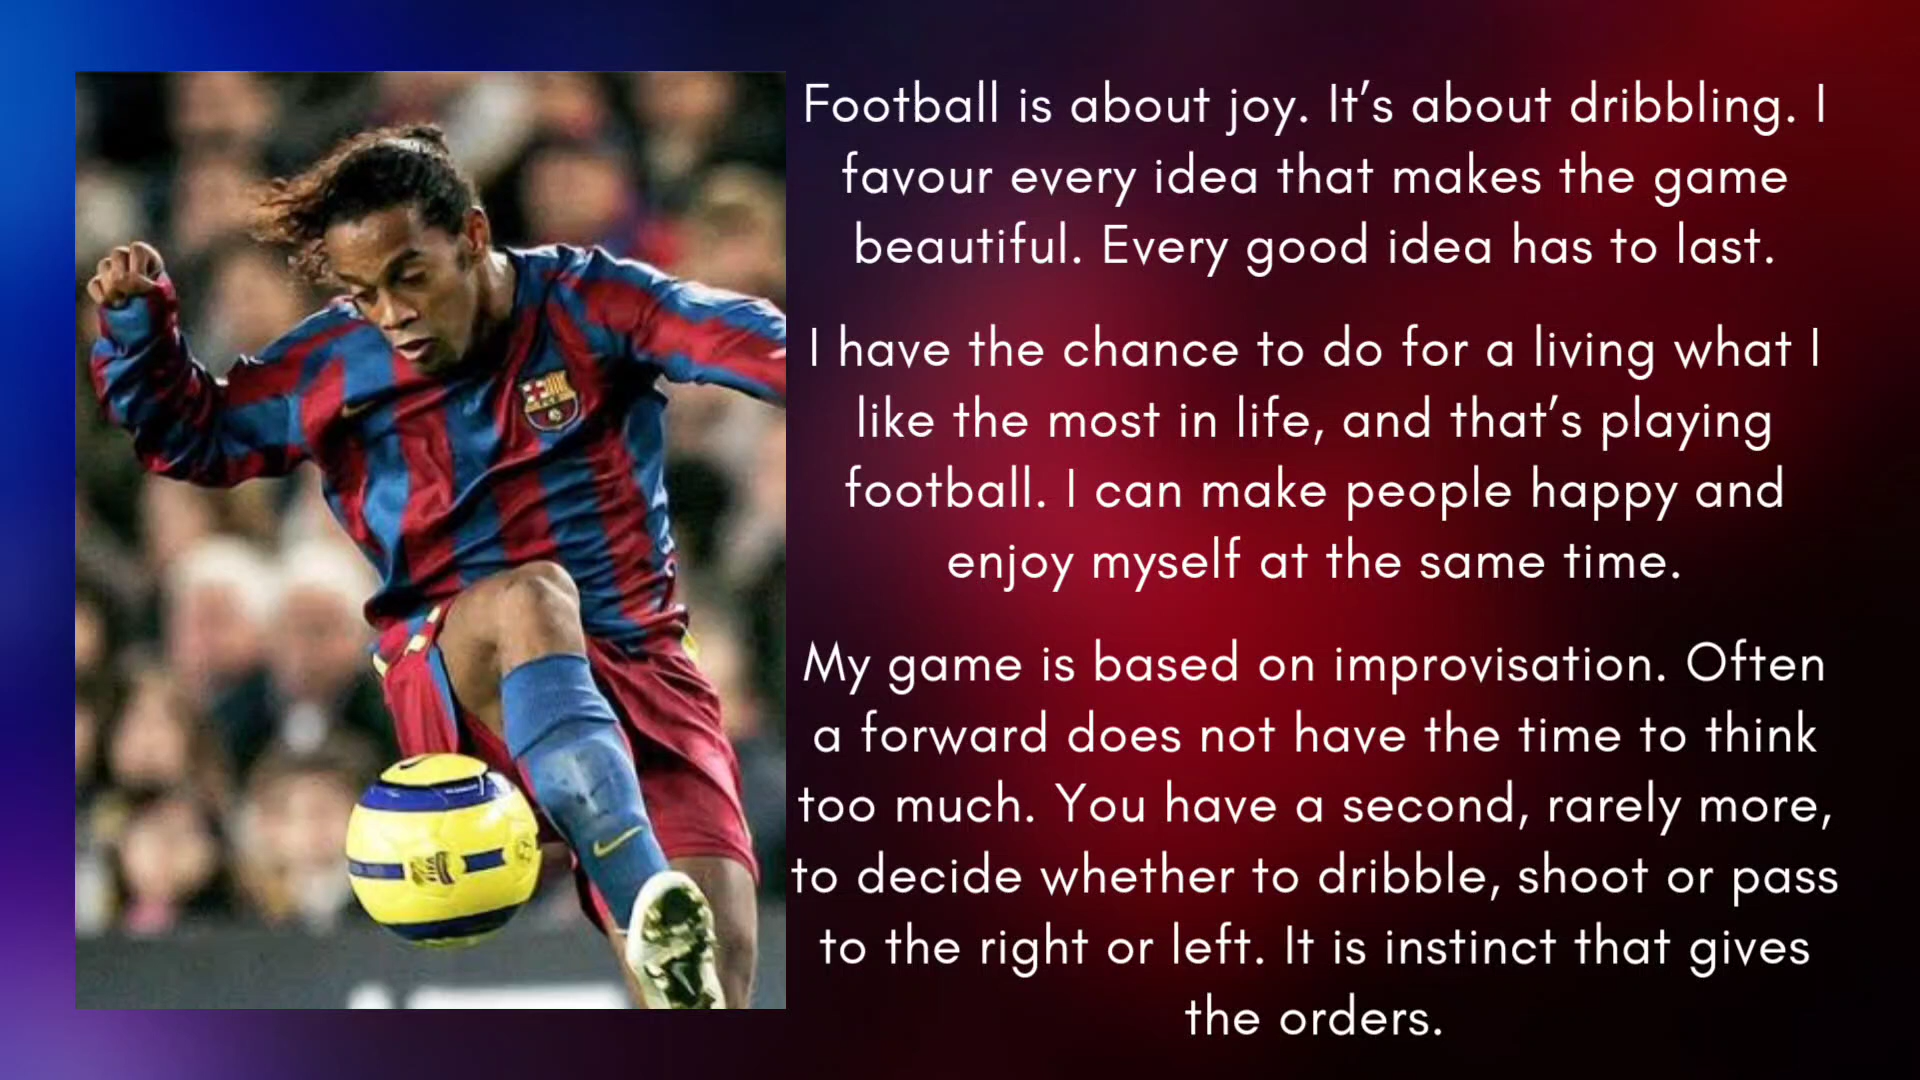 Football is about joy. It’s about dribbling. I
favour every idea that makes the game
beautiful. Every good idea has to last.
I have the chance to do for a living what I
like the most in life, and that’s playing
football. I can make people happy and
enjoy myself at the same time.
My game is based on improvisation. Often
a forward does not have the time to think
too much. You have a second, rarely more,
to decide whether to dribble, shoot or pass
to the right or left. It is instinct that gives
the orders.